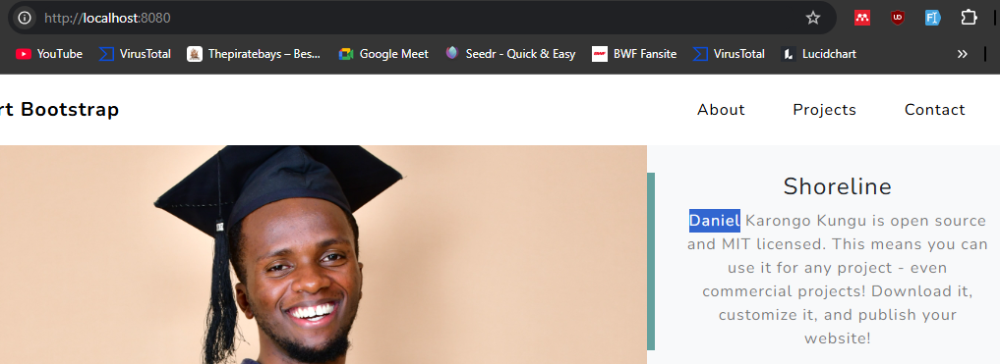 http://localhost:8080
YouTube VirusTotal Thepiratebays – Bes... Google Meet Seedr - Quick & Easy BWF Fansite VirusTotal Lucidchart
rt Bootstrap About Projects Contact
Shoreline
Daniel Karongo Kungu is open source
and MIT licensed. This means you can
use it for any project - even
commercial projects! Download it,
customize it, and publish your
website!